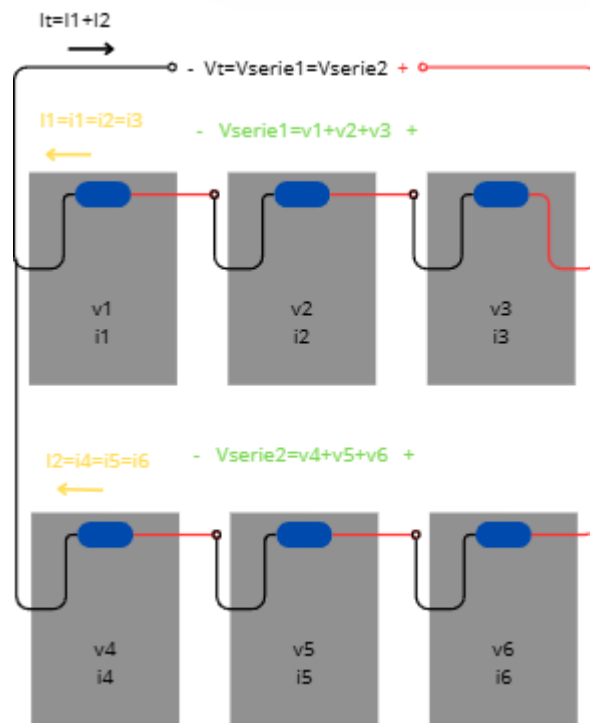 It=I1+I2
- Vt=Vserie1=Vserie2 +
I1=i1=i2=i3
- Vserie1=v1+v2+v3 +
v1
i1
v2
i2
v3
i3
I2=i4=i5=i6
- Vserie2=v4+v5+v6 +
v4
i4
v5
i5
v6
i6